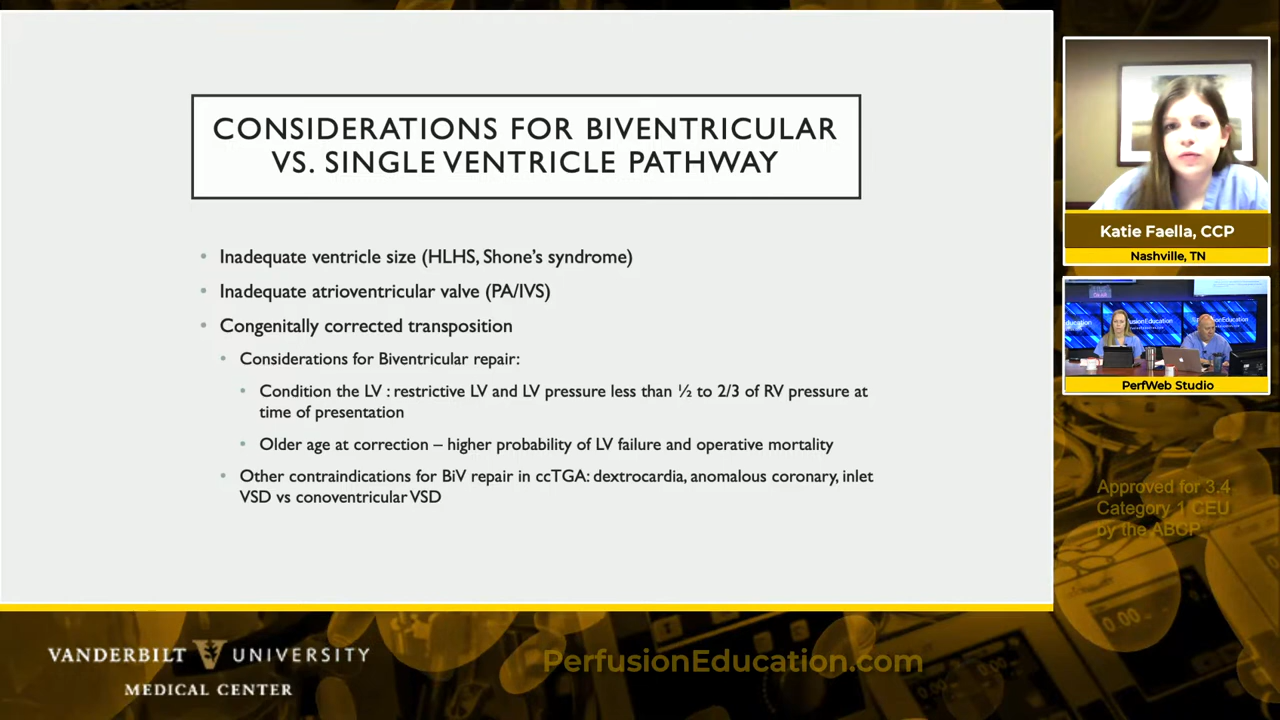 CONSIDERATIONS FOR BIVENTRICULAR
VS. SINGLE VENTRICLE PATHWAY
• Inadequate ventricle size (HLHS, Shone's syndrome)
• Inadequate atrioventricular valve (PA/IVS)
• Congenitally corrected transposition
• Considerations for Biventricular repair:
• Condition the LV : restrictive LV and LV pressure less than ½ to 2/3 of RV pressure at
time of presentation
• Older age at correction – higher probability of LV failure and operative mortality
• Other contraindications for BiV repair in ccTGA: dextrocardia, anomalous coronary, inlet
VSD vs conoventricular VSD
Katie Faella, CCP
Nashville, TN
PerfWeb Studio
Approved for 3.4
Category 1 CEU
by the ABCP
VANDERBILT UNIVERSITY
MEDICAL CENTER
PerfusionEducation.com